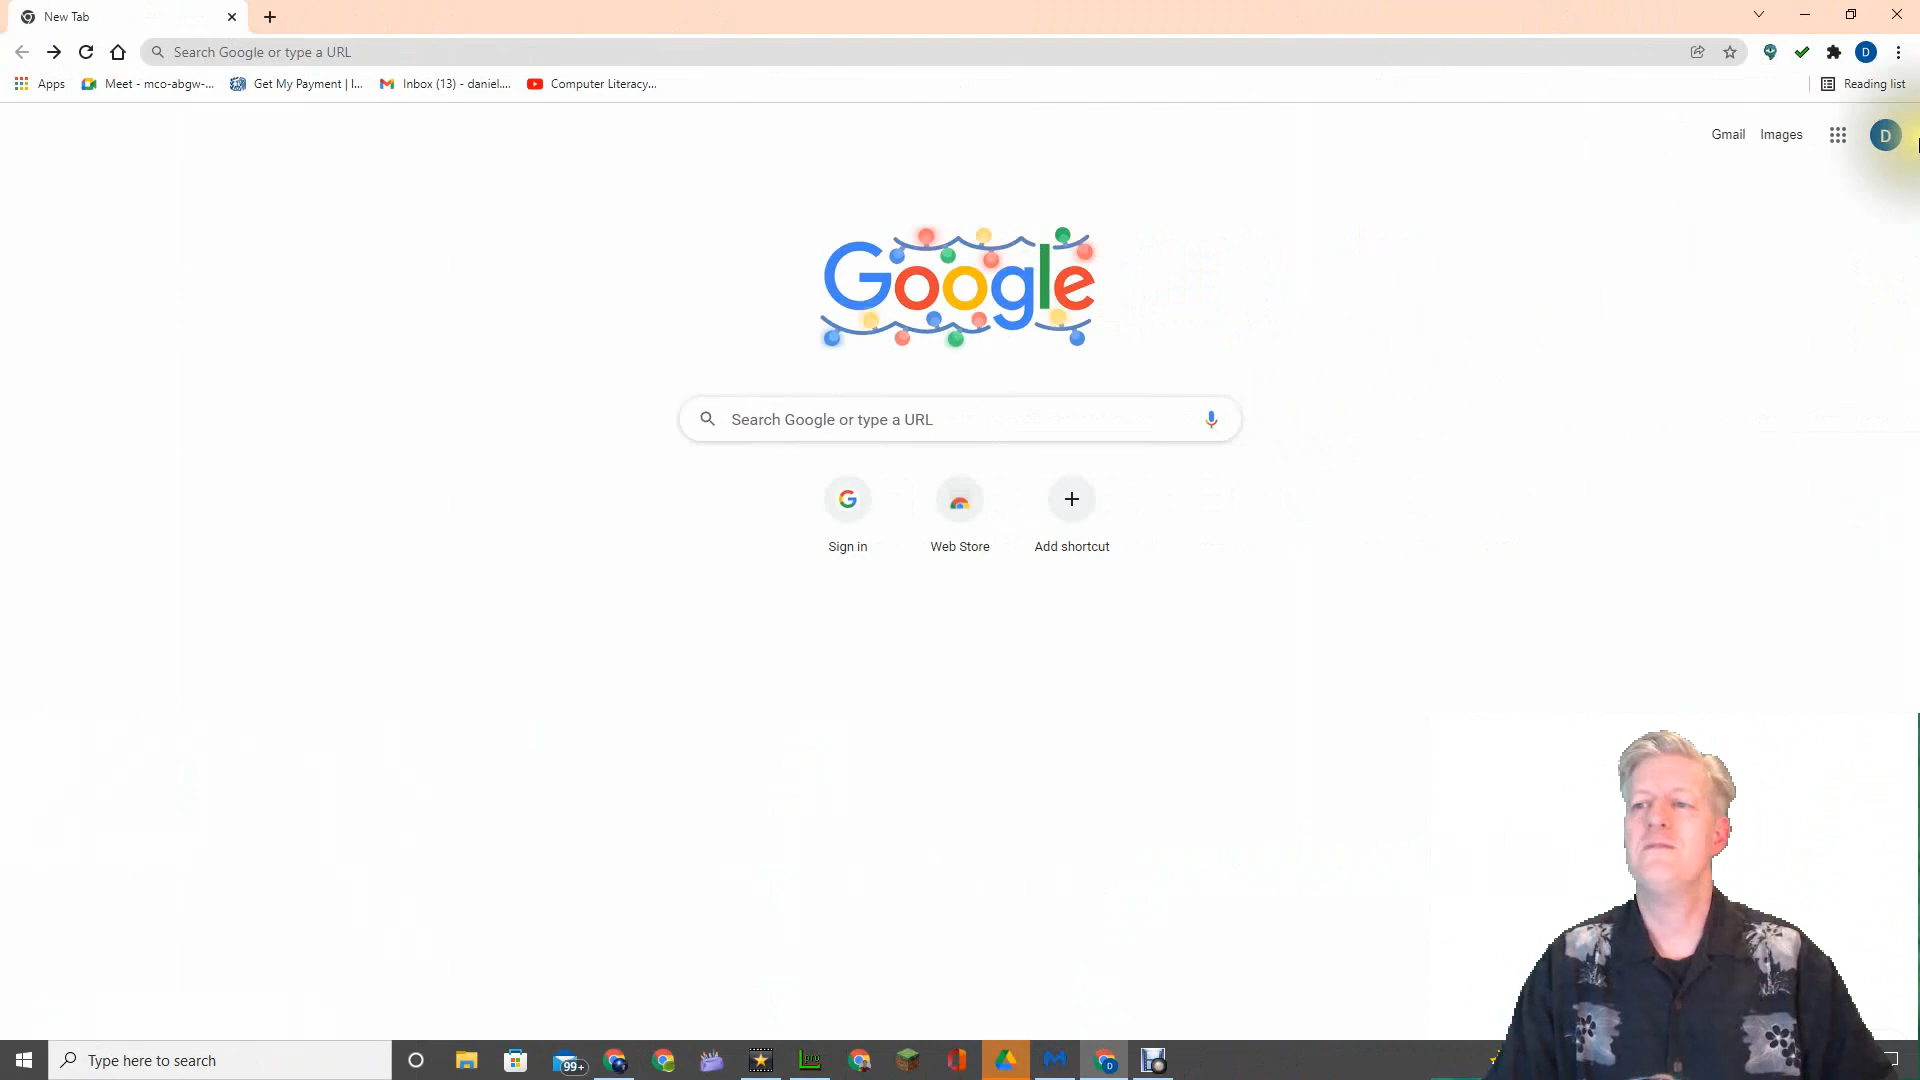 New Tab
Search Google or type a URL
Apps
Meet - mco-abgw-...
Get My Payment | I...
Inbox (13) - daniel....
Computer Literacy...
Reading list
D
Gmail
Images
D
Google
Search Google or type a URL
Sign in
Web Store
Add shortcut
Type here to search
99+
pro
D